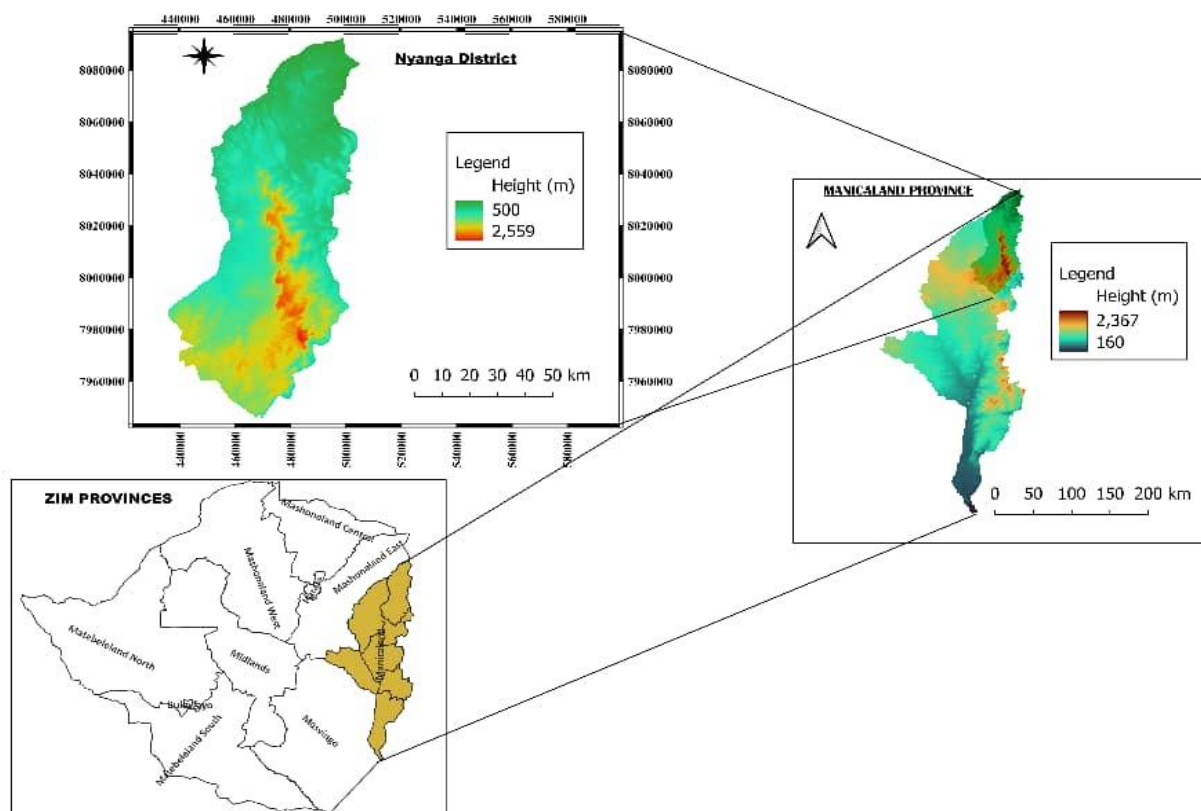 440000 460000 480000 500000 520000 540000 560000 580000
Nyanga District
8080000 8080000
8060000 8060000
8040000 8040000
8020000 8020000
8000000 8000000
7980000 7980000
7960000 7960000
Legend
Height (m)
500
2,559
0 10 20 30 40 50 km
440000 460000 480000 500000 520000 540000 560000 580000
MANICALAND PROVINCE
Legend
Height (m)
2,367
160
0 50 100 150 200 km
ZIM PROVINCES
Mashonaland Central
Mashonaland East
Mashonaland West
Harare
Manicaland
Matebeleland North
Midlands
Bulawayo
Masvingo
Matebeleland South